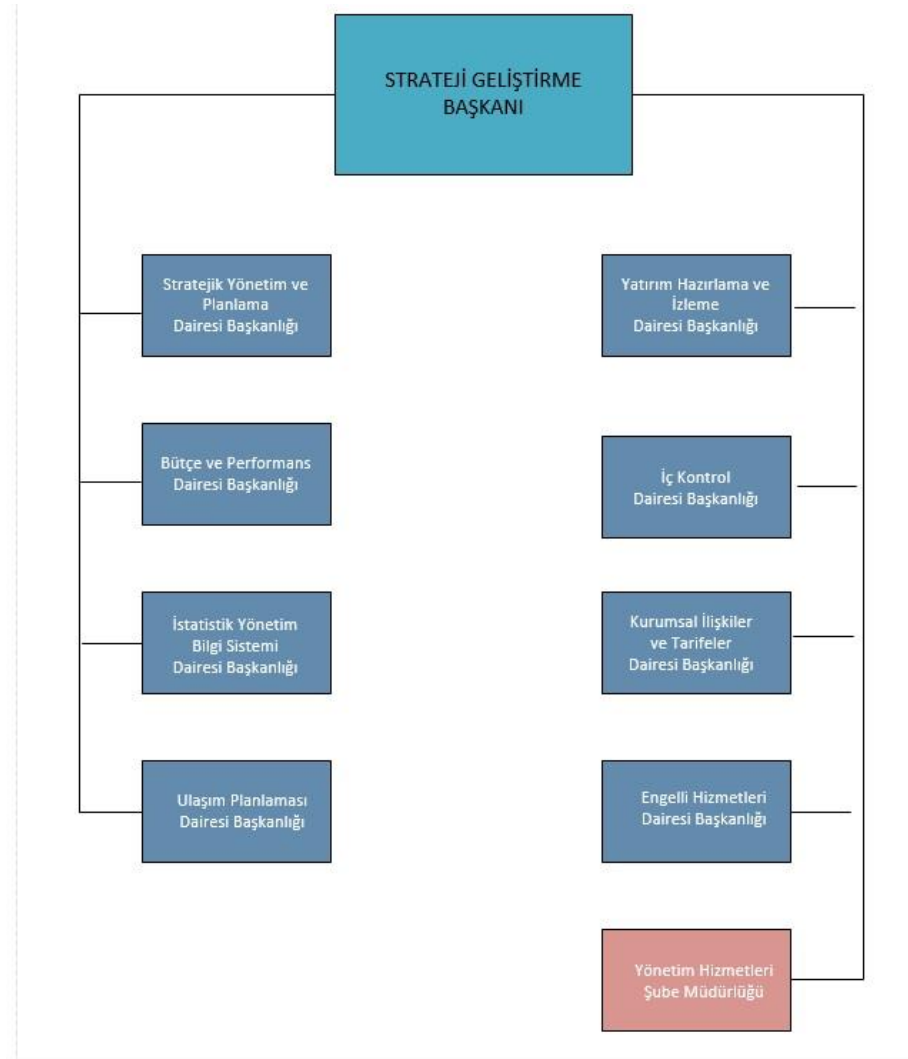 STRATEJİ GELİŞTİRME
BAŞKANI
Stratejik Yönetim ve
Planlama
Dairesi Başkanlığı
Yatırım Hazırlama ve
İzleme
Dairesi Başkanlığı
Bütçe ve Performans
Dairesi Başkanlığı
İç Kontrol
Dairesi Başkanlığı
İstatistik Yönetim
Bilgi Sistemi
Dairesi Başkanlığı
Kurumsal İlişkiler
ve Tarifeler
Dairesi Başkanlığı
Ulaşım Planlaması
Dairesi Başkanlığı
Engelli Hizmetleri
Dairesi Başkanlığı
Yönetim Hizmetleri
Şube Müdürlüğü